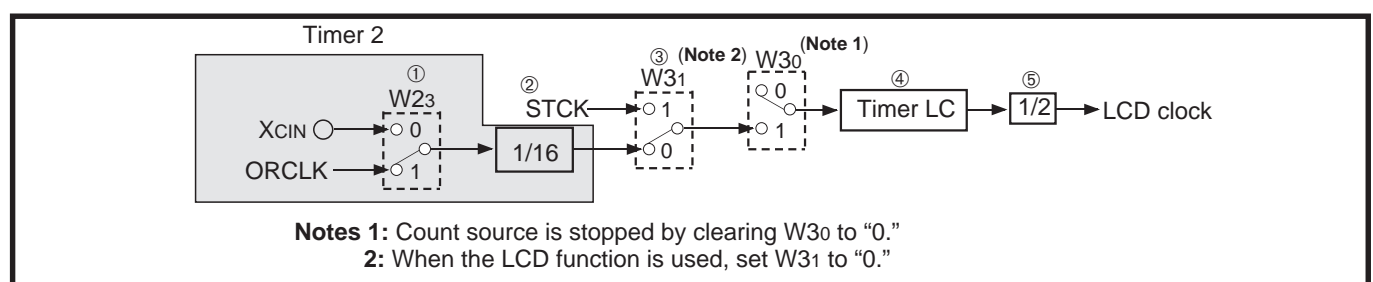 Timer 2
① 
W23
② 
STCK
③ (Note 2)
W31
(Note 1)
W30
④
⑤
0
1
0
1
XCIN
0
1
ORCLK
1/16
Timer LC
1/2
LCD clock
Notes 1: Count source is stopped by clearing W30 to “0.”
2: When the LCD function is used, set W31 to “0.”